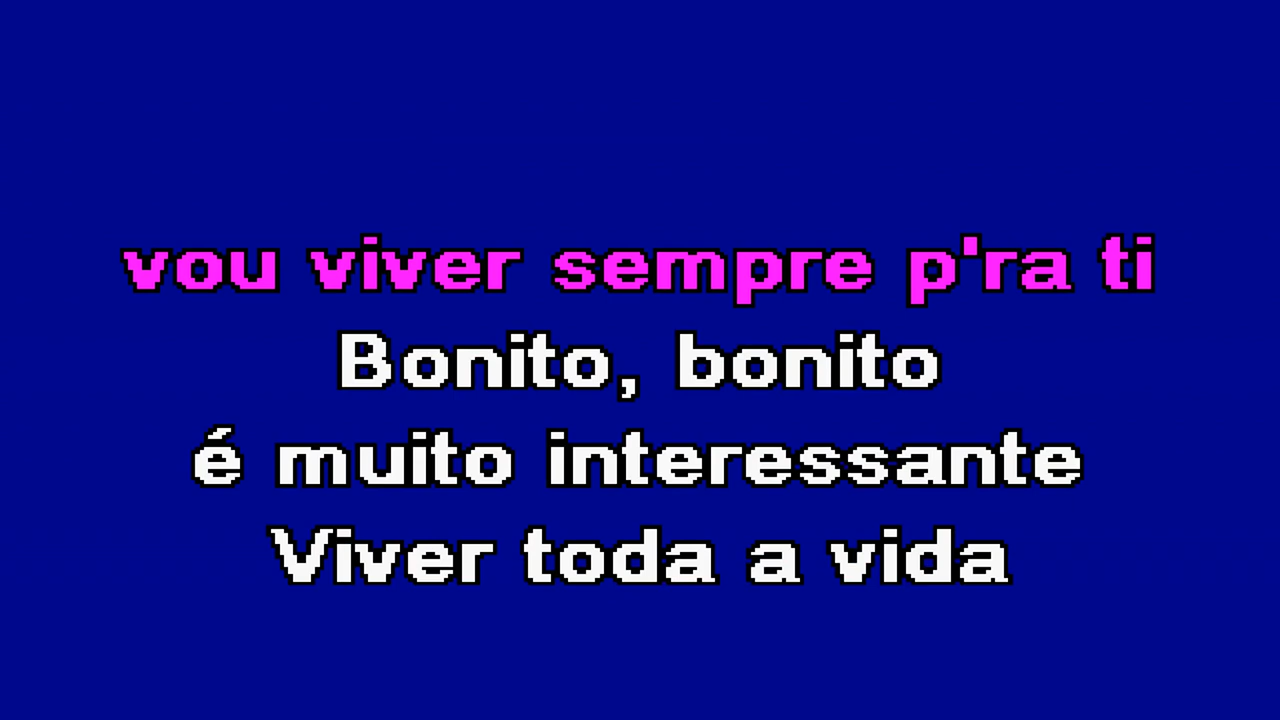 vou viver sempre p'ra ti
Bonito, bonito
é muito interessante
Viver toda a vida